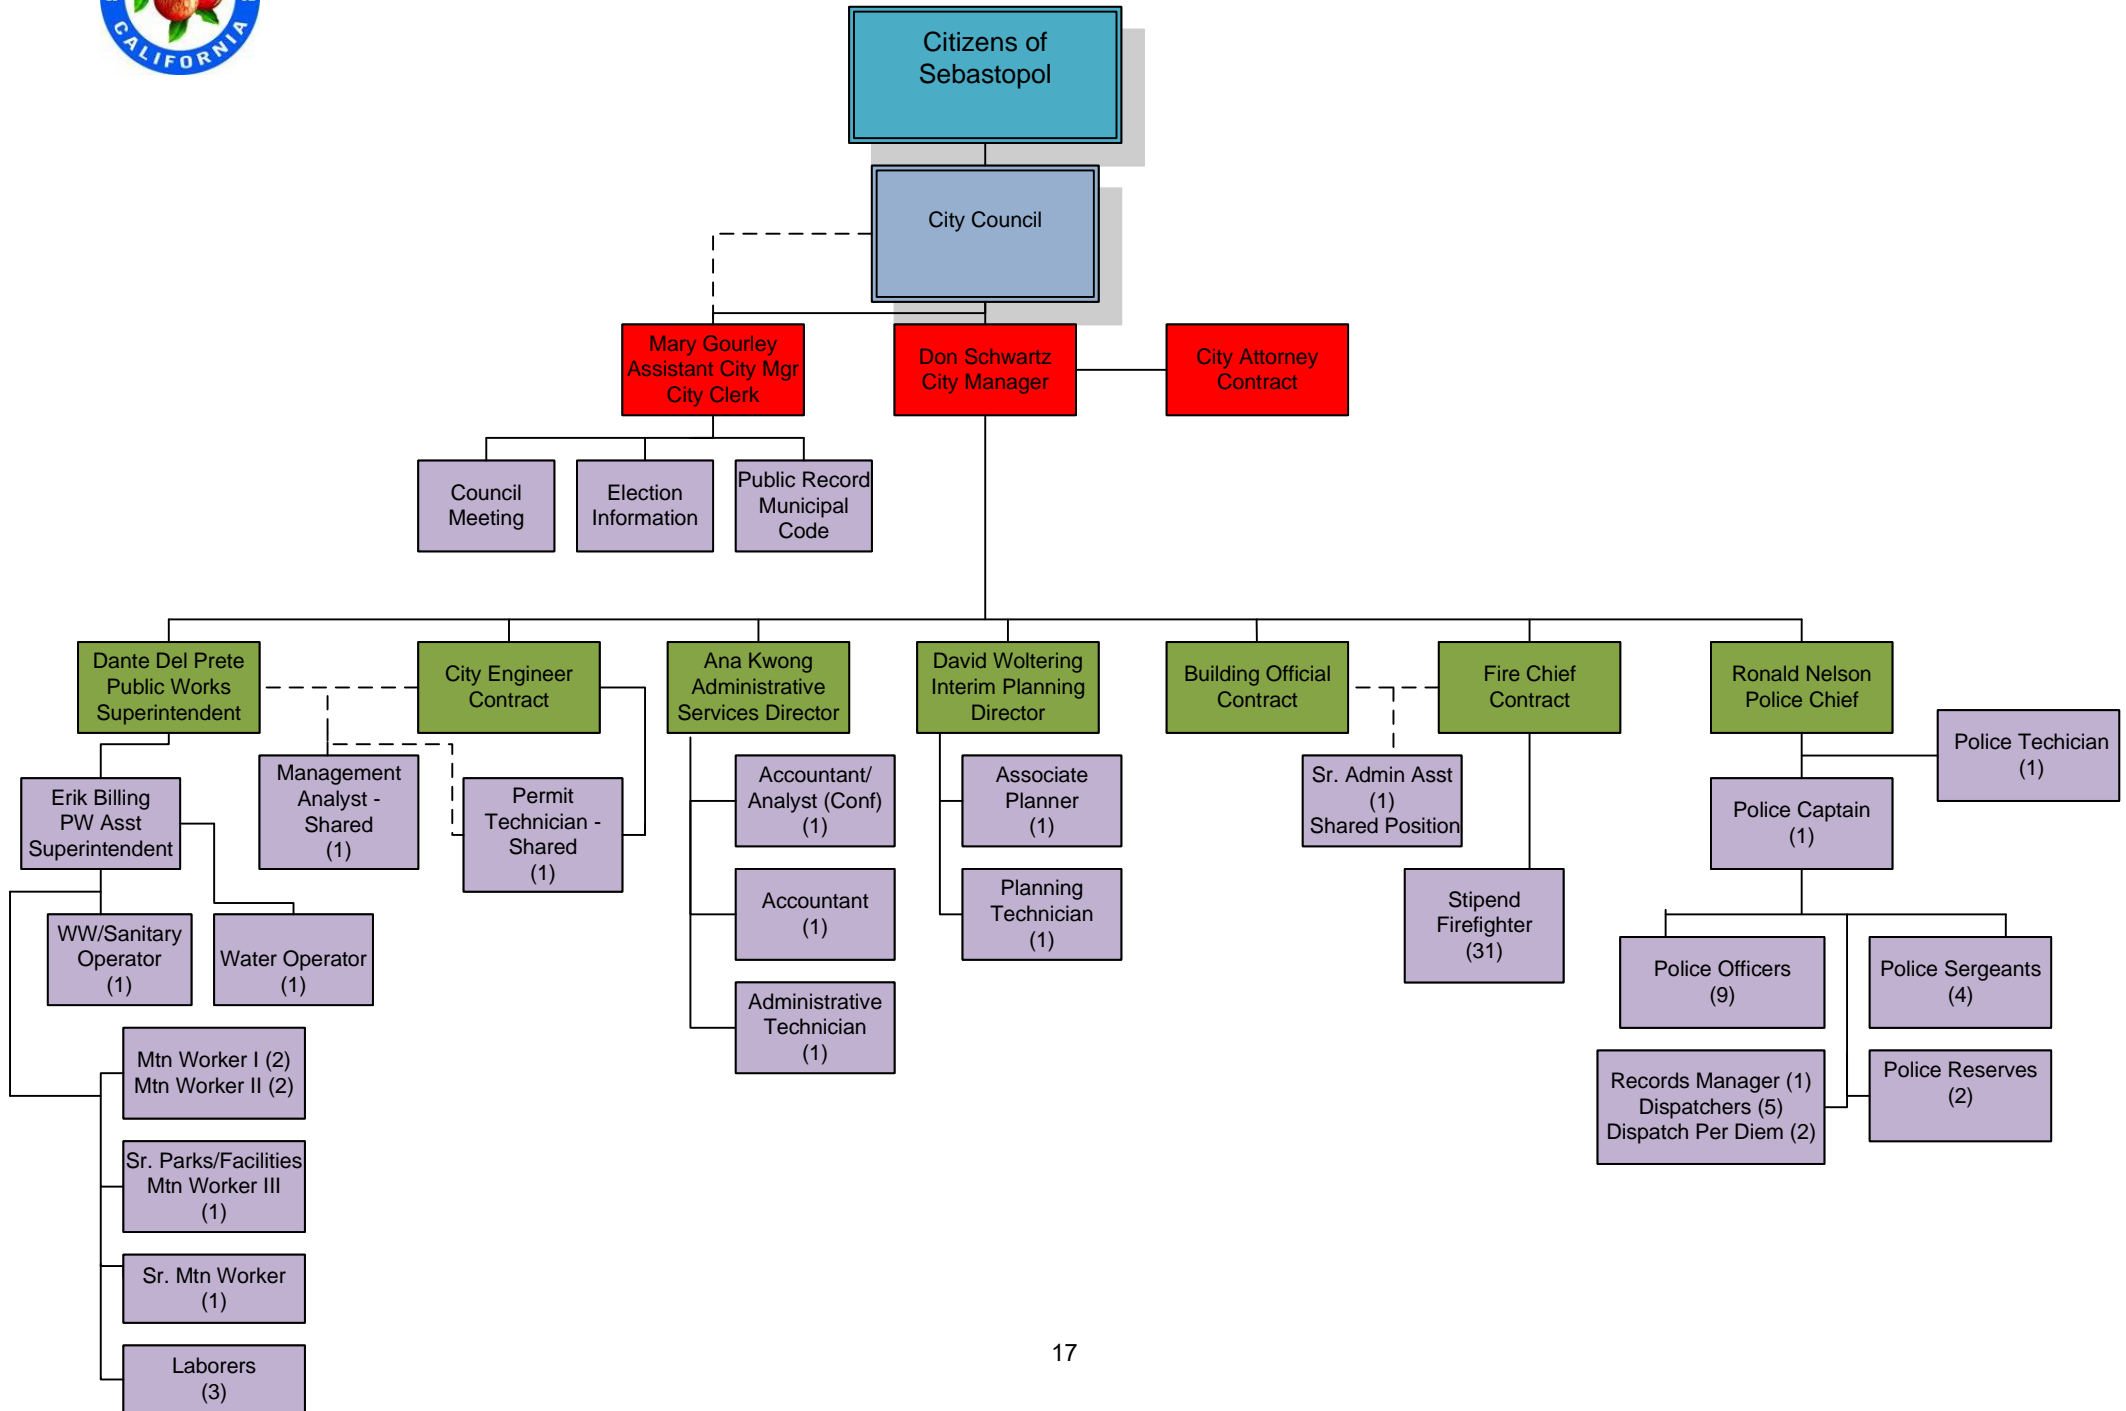 CALIFORNIA
Citizens of
Sebastopol
City Council
Mary Gourley
Assistant City Mgr
City Clerk
Don Schwartz
City Manager
City Attorney
Contract
Council
Meeting
Election
Information
Public Record
Municipal
Code
Dante Del Prete
Public Works
Superintendent
City Engineer
Contract
Ana Kwong
Administrative
Services Director
David Woltering
Interim Planning
Director
Building Official
Contract
Fire Chief
Contract
Ronald Nelson
Police Chief
Police Techician
(1)
Erik Billing
PW Asst
Superintendent
Management
Analyst -
Shared
(1)
Permit
Technician -
Shared
(1)
Accountant/
Analyst (Conf)
(1)
Associate
Planner
(1)
Sr. Admin Asst
(1)
Shared Position
Police Captain
(1)
WW/Sanitary
Operator
(1)
Water Operator
(1)
Accountant
(1)
Planning
Technician
(1)
Stipend
Firefighter
(31)
Police Officers
(9)
Police Sergeants
(4)
Administrative
Technician
(1)
Mtn Worker I (2)
Mtn Worker II (2)
Records Manager (1)
Dispatchers (5)
Dispatch Per Diem (2)
Police Reserves
(2)
Sr. Parks/Facilities
Mtn Worker III
(1)
Sr. Mtn Worker
(1)
Laborers
(3)
17